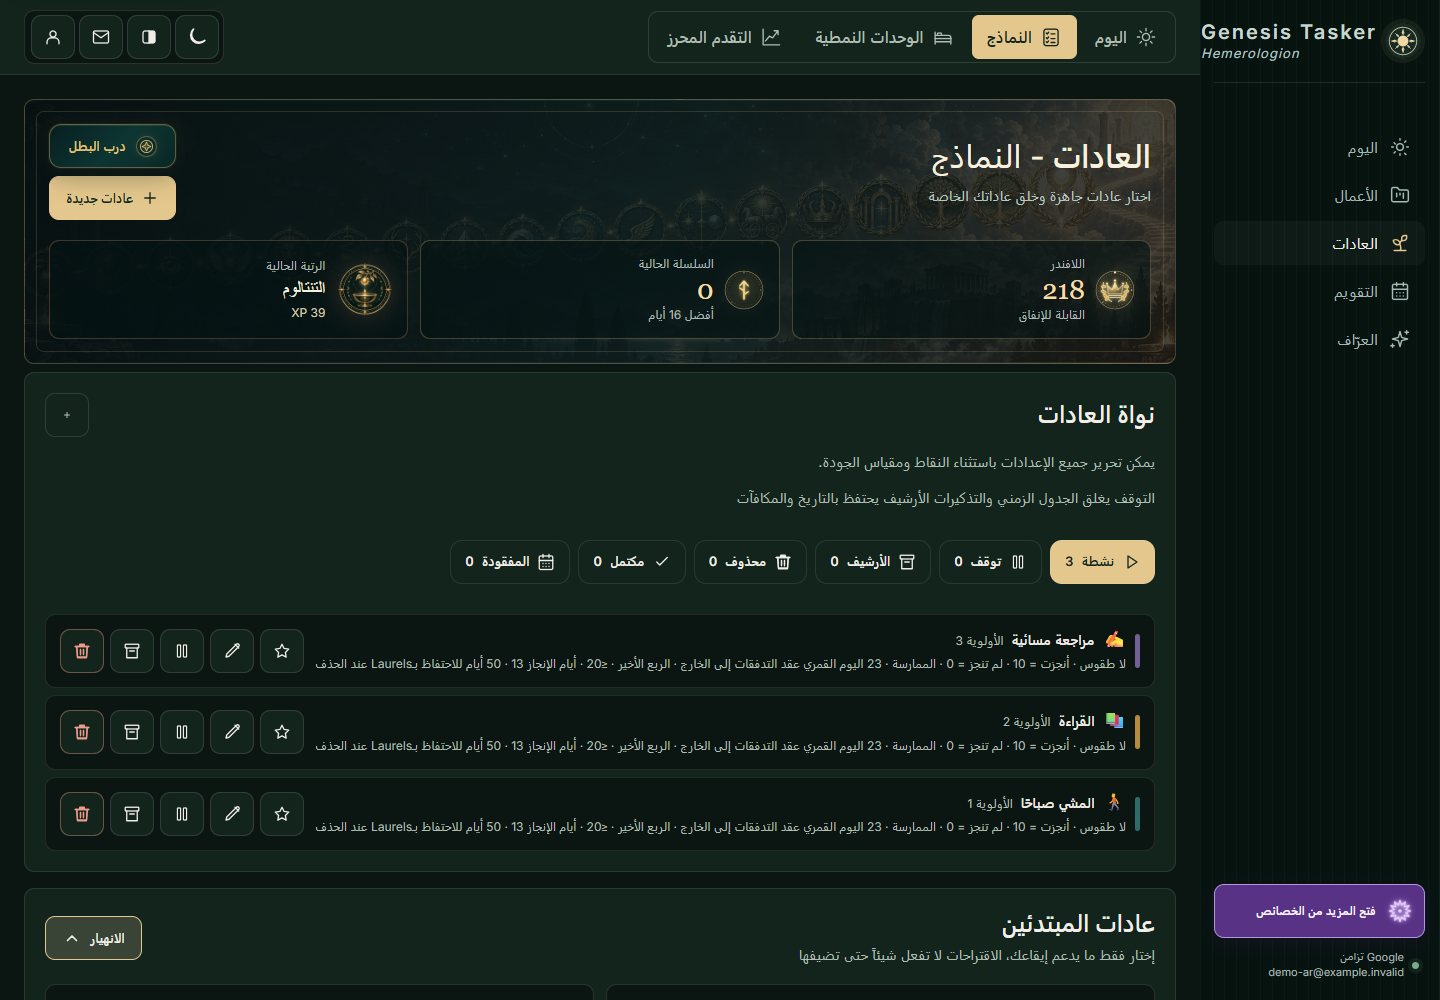 Genesis Tasker
Hemerologion
اليوم
الأعمال
العادات
التقويم
العرّاف
فتح المزيد من الخصائص
Google تزامن
demo-ar@example.invalid
اليوم
النماذج
الوحدات النمطية
التقدم المحرز
العادات - النماذج
اختار عادات جاهزة وخلق عاداتك الخاصة
درب البطل
عادات جديدة
اللافندر
218
القابلة للإنفاق
السلسلة الحالية
0
أفضل 16 أيام
الرتبة الحالية
التنتالوم
XP 39
نواة العادات
+
يمكن تحرير جميع الإعدادات باستثناء النقاط ومقياس الجودة.
التوقف يغلق الجدول الزمني والتذكيرات الأرشيف يحتفظ بالتاريخ والمكافآت
نشطة 3
توقف 0
الأرشيف 0
محذوف 0
مكتمل 0
المفقودة 0
مراجعة مسائية الأولوية 3
لا طقوس · أنجزت = 10 · لم تنجز = 0 · الممارسة · 23 اليوم القمري عقد التدفقات إلى الخارج · الربع الأخير · ≤20 · أيام الإنجاز 13 · 50 أيام للاحتفاظ بـLaurels عند الحذف
القراءة الأولوية 2
لا طقوس · أنجزت = 10 · لم تنجز = 0 · الممارسة · 23 اليوم القمري عقد التدفقات إلى الخارج · الربع الأخير · ≤20 · أيام الإنجاز 13 · 50 أيام للاحتفاظ بـLaurels عند الحذف
المشي صباحًا الأولوية 1
لا طقوس · أنجزت = 10 · لم تنجز = 0 · الممارسة · 23 اليوم القمري عقد التدفقات إلى الخارج · الربع الأخير · ≤20 · أيام الإنجاز 13 · 50 أيام للاحتفاظ بـLaurels عند الحذف
عادات المبتدئين
إختار فقط ما يدعم إيقاعك، الاقتراحات لا تفعل شيئاً حتى تضيفها
الانهيار